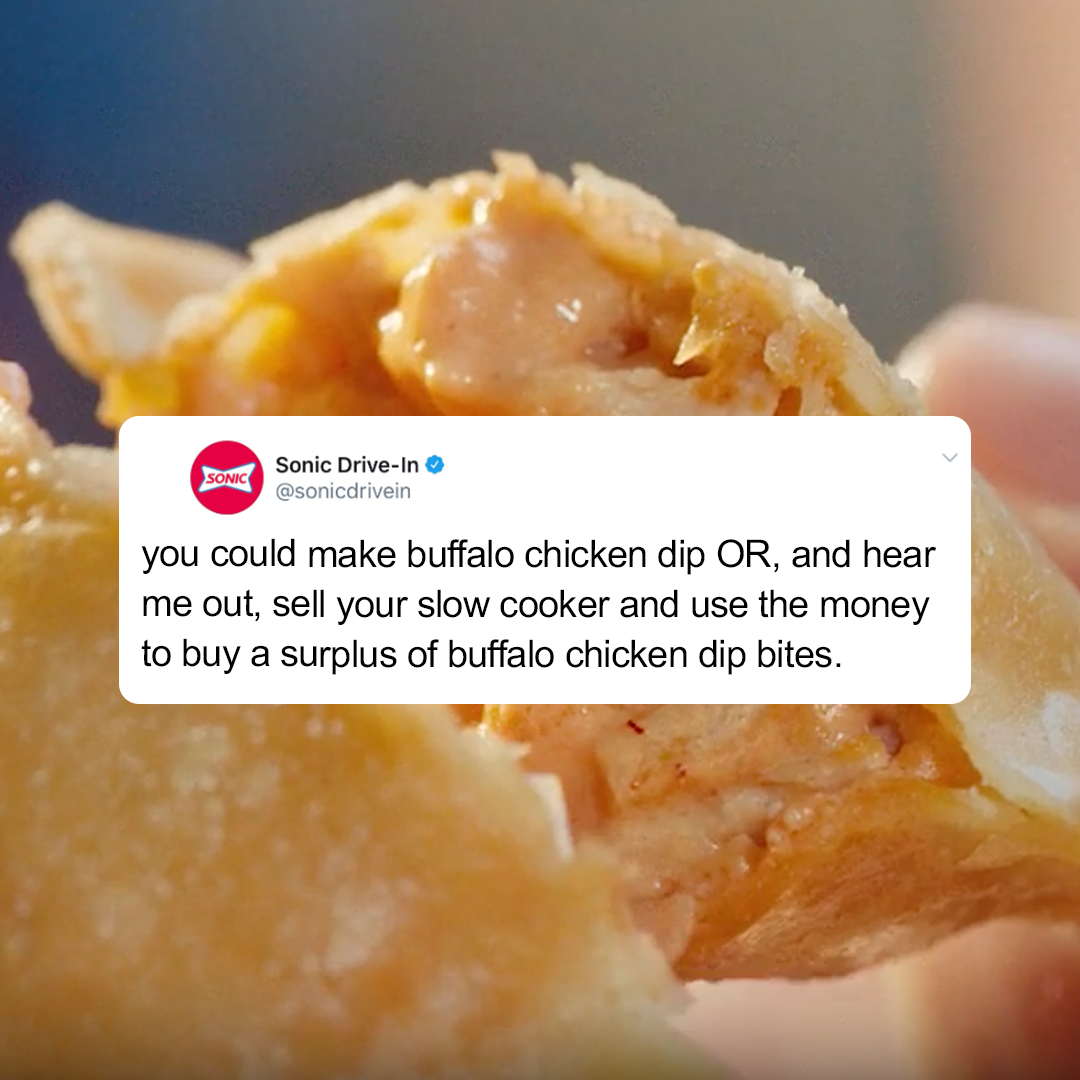 SONIC
Sonic Drive-In
@sonicdrivein
you could make buffalo chicken dip OR, and hear
me out, sell your slow cooker and use the money
to buy a surplus of buffalo chicken dip bites.